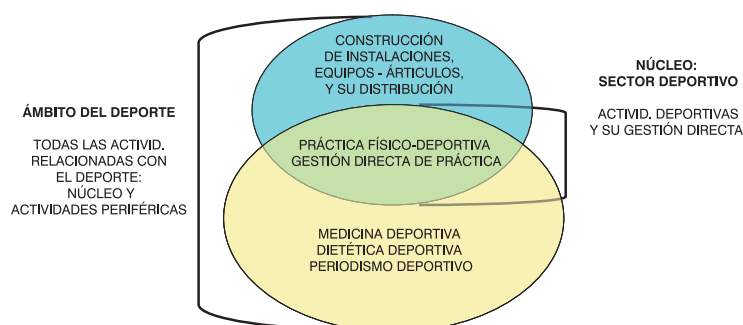 CONSTRUCCIÓN
DE INSTALACIONES,
EQUIPOS - ÁRTICULOS,
Y SU DISTRIBUCIÓN
NÚCLEO:
SECTOR DEPORTIVO
ACTIVID. DEPORTIVAS
Y SU GESTIÓN DIRECTA
ÁMBITO DEL DEPORTE
TODAS LAS ACTIVID.
RELACIONADAS CON
EL DEPORTE:
NÚCLEO Y
ACTIVIDADES PERIFÉRICAS
PRÁCTICA FÍSICO-DEPORTIVA
GESTIÓN DIRECTA DE PRÁCTICA
MEDICINA DEPORTIVA
DIETÉTICA DEPORTIVA
PERIODISMO DEPORTIVO